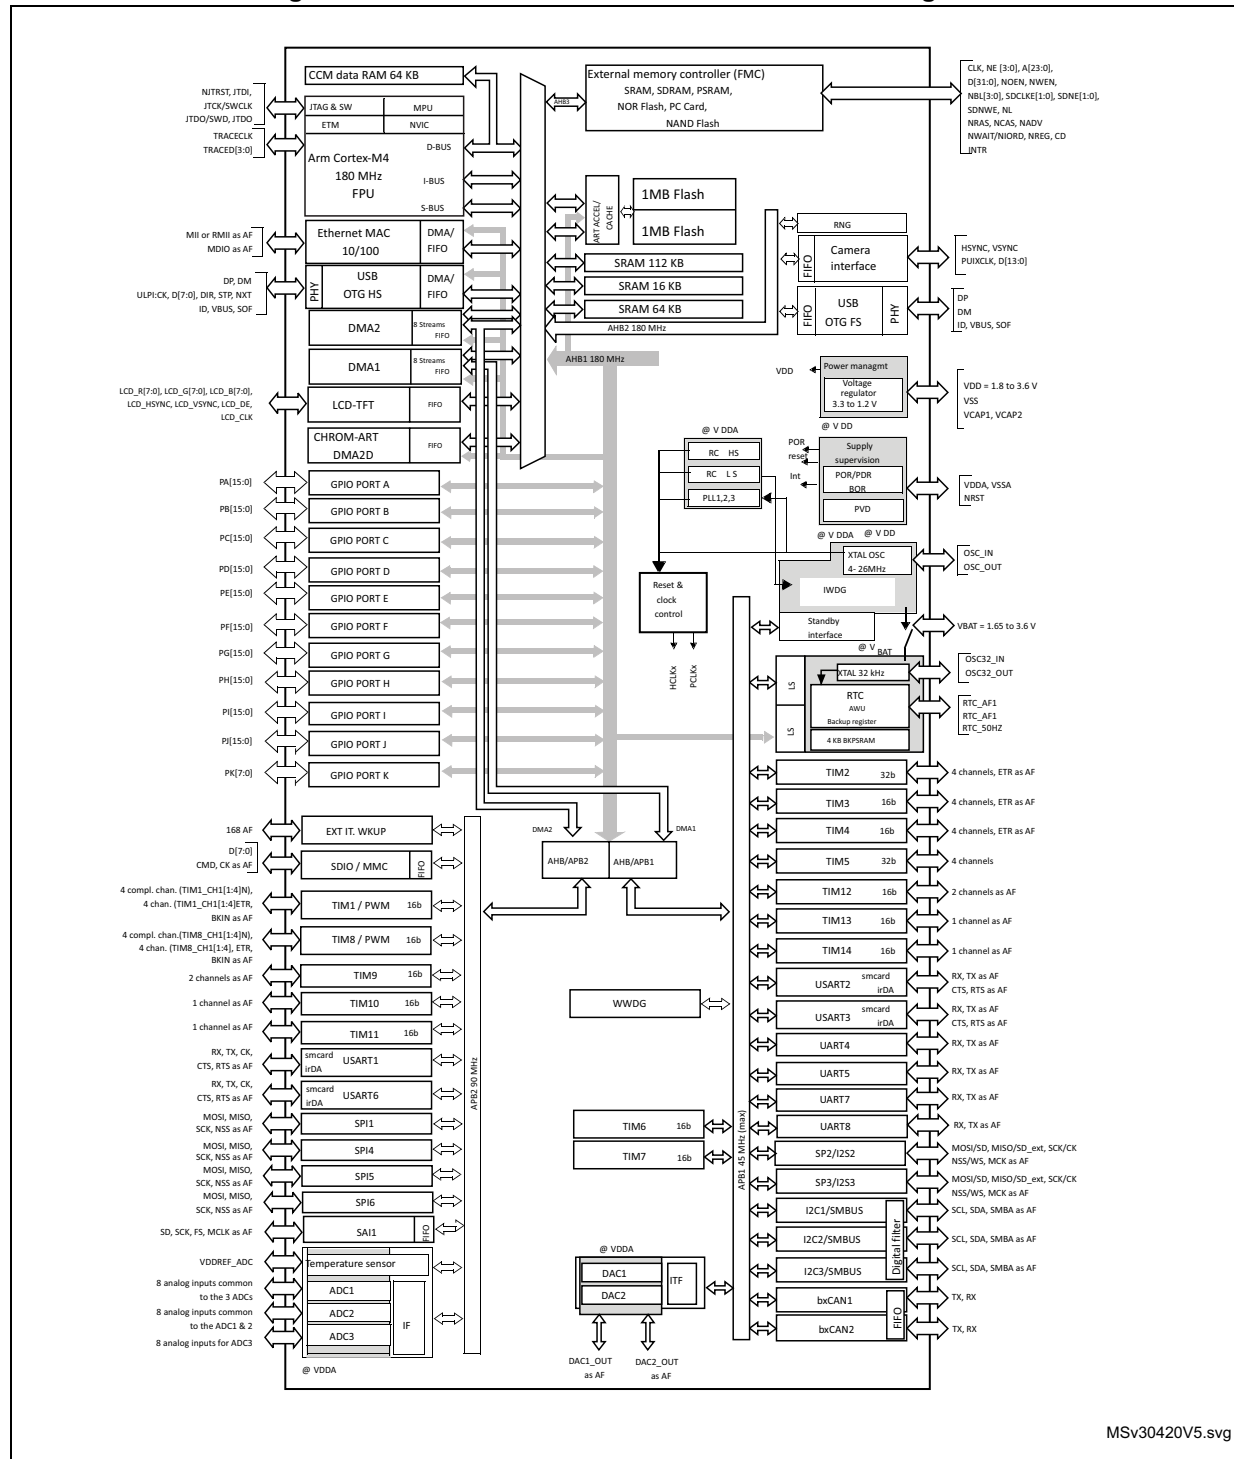 CCM data RAM 64 KB
External memory controller (FMC)
SRAM, SDRAM, PSRAM,
NOR Flash, PC Card,
NAND Flash
AHB3
CLK, NE [3:0], A[23:0],
D[31:0], NOEN, NWEN,
NBL[3:0], SDCLKE[1:0], SDNE[1:0],
SDNWE, NL
NRAS, NCAS, NADV
NWAIT/NIORD, NREG, CD
INTR
NJTRST, JTDI,
JTCK/SWCLK
JTDO/SWD, JTDO
TRACECLK
TRACED[3:0]
JTAG & SW
MPU
ETM
NVIC
D-BUS
Arm Cortex-M4
180 MHz
FPU
I-BUS
S-BUS
ART ACCEL/
CACHE
1MB Flash
1MB Flash
SRAM 112 KB
SRAM 16 KB
SRAM 64 KB
AHB2 180 MHz
AHB1 180 MHz
MII or RMII as AF
MDIO as AF
Ethernet MAC
10/100
DMA/
FIFO
DP, DM
ULPI:CK, D[7:0], DIR, STP, NXT
ID, VBUS, SOF
PHY
USB
OTG HS
DMA/
FIFO
DMA2
8 Streams
FIFO
DMA1
8 Streams
FIFO
LCD_R[7:0], LCD_G[7:0], LCD_B[7:0],
LCD_HSYNC, LCD_VSYNC, LCD_DE,
LCD_CLK
LCD-TFT
FIFO
CHROM-ART
DMA2D
FIFO
RNG
FIFO
Camera
interface
HSYNC, VSYNC
PUIXCLK, D[13:0]
FIFO
USB
OTG FS
PHY
DP
DM
ID, VBUS, SOF
VDD
Power managmt
Voltage
regulator
3.3 to 1.2 V
VDD = 1.8 to 3.6 V
VSS
VCAP1, VCAP2
@ V DD
@ V DDA
RC HS
RC L S
PLL1,2,3
POR
reset
Int
Supply
supervision
POR/PDR
BOR
PVD
VDDA, VSSA
NRST
@ V DDA @ V DD
XTAL OSC
4- 26MHz
OSC_IN
OSC_OUT
IWDG
Reset &
clock
control
HCLKx
PCLKx
Standby
interface
VBAT = 1.65 to 3.6 V
@ V BAT
LS
LS
XTAL 32 kHz
OSC32_IN
OSC32_OUT
RTC
AWU
Backup register
RTC_AF1
RTC_AF1
RTC_50HZ
4 KB BKPSRAM
PA[15:0]
GPIO PORT A
PB[15:0]
GPIO PORT B
PC[15:0]
GPIO PORT C
PD[15:0]
GPIO PORT D
PE[15:0]
GPIO PORT E
PF[15:0]
GPIO PORT F
PG[15:0]
GPIO PORT G
PH[15:0]
GPIO PORT H
PI[15:0]
GPIO PORT I
PJ[15:0]
GPIO PORT J
PK[7:0]
GPIO PORT K
DMA2
DMA1
AHB/APB2
AHB/APB1
168 AF
EXT IT. WKUP
D[7:0]
CMD, CK as AF
SDIO / MMC
FIFO
4 compl. chan. (TIM1_CH1[1:4]N),
4 chan. (TIM1_CH1[1:4]ETR,
BKIN as AF
TIM1 / PWM
16b
4 compl. chan.(TIM8_CH1[1:4]N),
4 chan. (TIM8_CH1[1:4], ETR,
BKIN as AF
TIM8 / PWM
16b
2 channels as AF
TIM9
16b
1 channel as AF
TIM10
16b
1 channel as AF
TIM11
16b
RX, TX, CK,
CTS, RTS as AF
smcard
irDA
USART1
RX, TX, CK,
CTS, RTS as AF
smcard
irDA
USART6
MOSI, MISO,
SCK, NSS as AF
SPI1
MOSI, MISO,
SCK, NSS as AF
SPI4
MOSI, MISO,
SCK, NSS as AF
SPI5
MOSI, MISO,
SCK, NSS as AF
SPI6
SD, SCK, FS, MCLK as AF
SAI1
FIFO
APB2 90 MHz
VDDREF_ADC
Temperature sensor
8 analog inputs common
to the 3 ADCs
ADC1
8 analog inputs common
to the ADC1 & 2
ADC2
8 analog inputs for ADC3
ADC3
IF
@ VDDA
WWDG
TIM6
16b
TIM7
16b
@ VDDA
DAC1
DAC2
ITF
DAC1_OUT
as AF
DAC2_OUT
as AF
APB1 45 MHz (max)
TIM2
32b
4 channels, ETR as AF
TIM3
16b
4 channels, ETR as AF
TIM4
16b
4 channels, ETR as AF
TIM5
32b
4 channels
TIM12
16b
2 channels as AF
TIM13
16b
1 channel as AF
TIM14
16b
1 channel as AF
USART2
smcard
irDA
RX, TX as AF
CTS, RTS as AF
USART3
smcard
irDA
RX, TX as AF
CTS, RTS as AF
UART4
RX, TX as AF
UART5
RX, TX as AF
UART7
RX, TX as AF
UART8
RX, TX as AF
SP2/I2S2
MOSI/SD, MISO/SD_ext, SCK/CK
NSS/WS, MCK as AF
SP3/I2S3
MOSI/SD, MISO/SD_ext, SCK/CK
NSS/WS, MCK as AF
I2C1/SMBUS
SCL, SDA, SMBA as AF
I2C2/SMBUS
SCL, SDA, SMBA as AF
I2C3/SMBUS
SCL, SDA, SMBA as AF
Digital filter
bxCAN1
TX, RX
bxCAN2
TX, RX
FIFO
MSv30420V5.svg